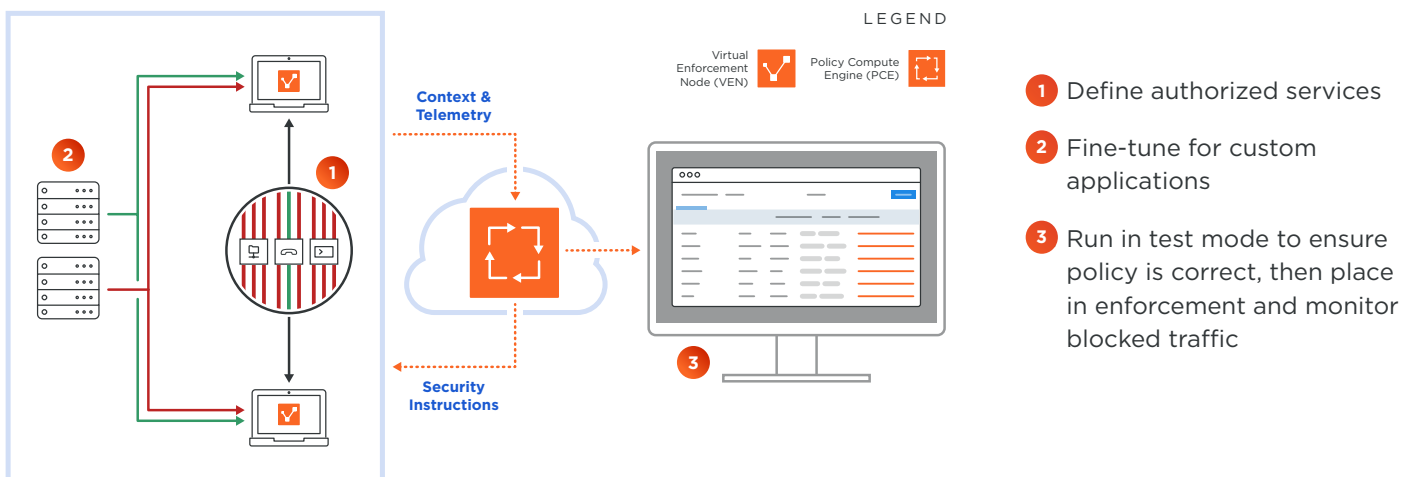 LEGEND
Virtual
Enforcement
Node (VEN)
Policy Compute
Engine (PCE)
Context &
Telemetry
2
1
3
Security
Instructions
1 Define authorized services
2 Fine-tune for custom
applications
3 Run in test mode to ensure
policy is correct, then place
in enforcement and monitor
blocked traffic